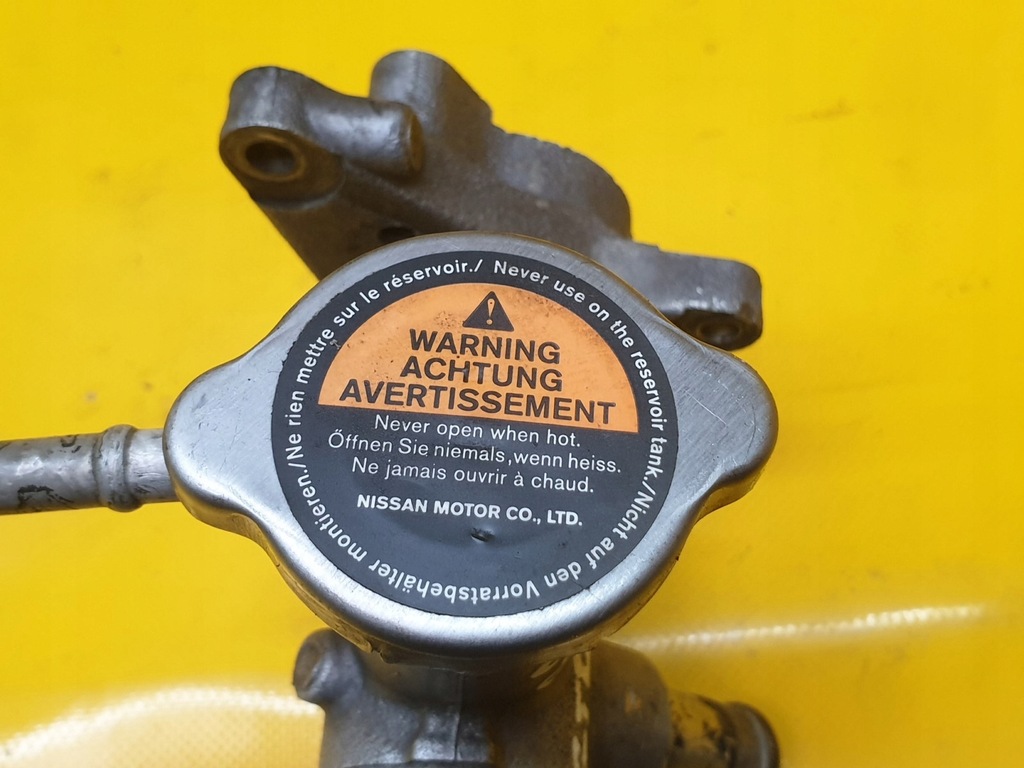 WARNING
ACHTUNG
AVERTISSEMENT
Never open when hot.
Öffnen Sie niemals,wenn heiss.
Ne jamais ouvrir à chaud.
NISSAN MOTOR CO., LTD.
Never use on the reservoir tank./Nicht auf den Vorratsbehälter montieren./Ne rien mettre sur le réservoir./